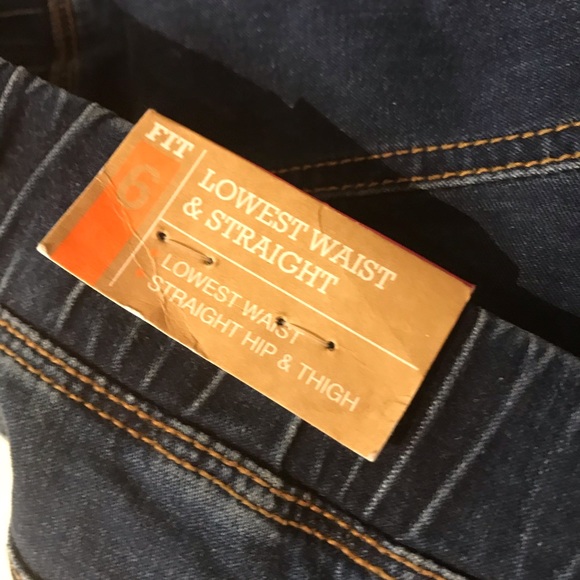 FIT
6
LOWEST WAIST
& STRAIGHT
LOWEST WAIST
STRAIGHT HIP & THIGH